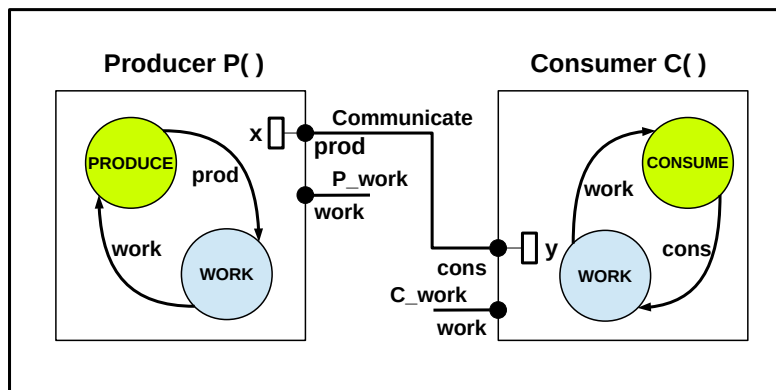 Producer P( )
Consumer C( )
x
Communicate
prod
PRODUCE
prod
P_work
work
work
WORK
work
CONSUME
cons
y
cons
WORK
C_work
work